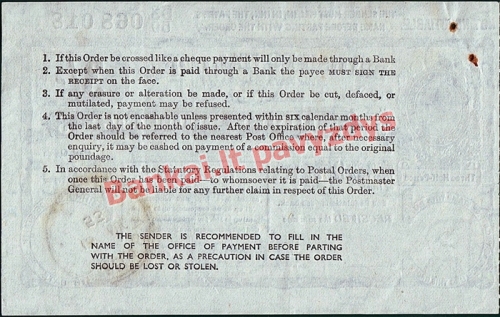 1. If this Order be crossed like a cheque payment will only be made through a Bank
2. Except when this Order is paid through a Bank the payee MUST SIGN THE
RECEIPT on the face.
3. If any erasure or alteration be made, or if this Order be cut, defaced, or
mutilated, payment may be refused.
4. This Order is not encashable unless presented within SIX calendar months from
the last day of the month of issue. After the expiration of that period the
Order should be referred to the nearest Post Office where, after necessary
enquiry, it may be cashed on payment of a commission equal to the original
poundage.
5. In accordance with the Statutory Regulations relating to Postal Orders, when
once this Order has been paid—to whomsoever it is paid—the Postmaster
General will not be liable for any further claim in respect of this Order.
bankai.lt pavyzdys
THE SENDER IS RECOMMENDED TO FILL IN THE
NAME OF THE OFFICE OF PAYMENT BEFORE PARTING
WITH THE ORDER, AS A PRECAUTION IN CASE THE ORDER
SHOULD BE LOST OR STOLEN.